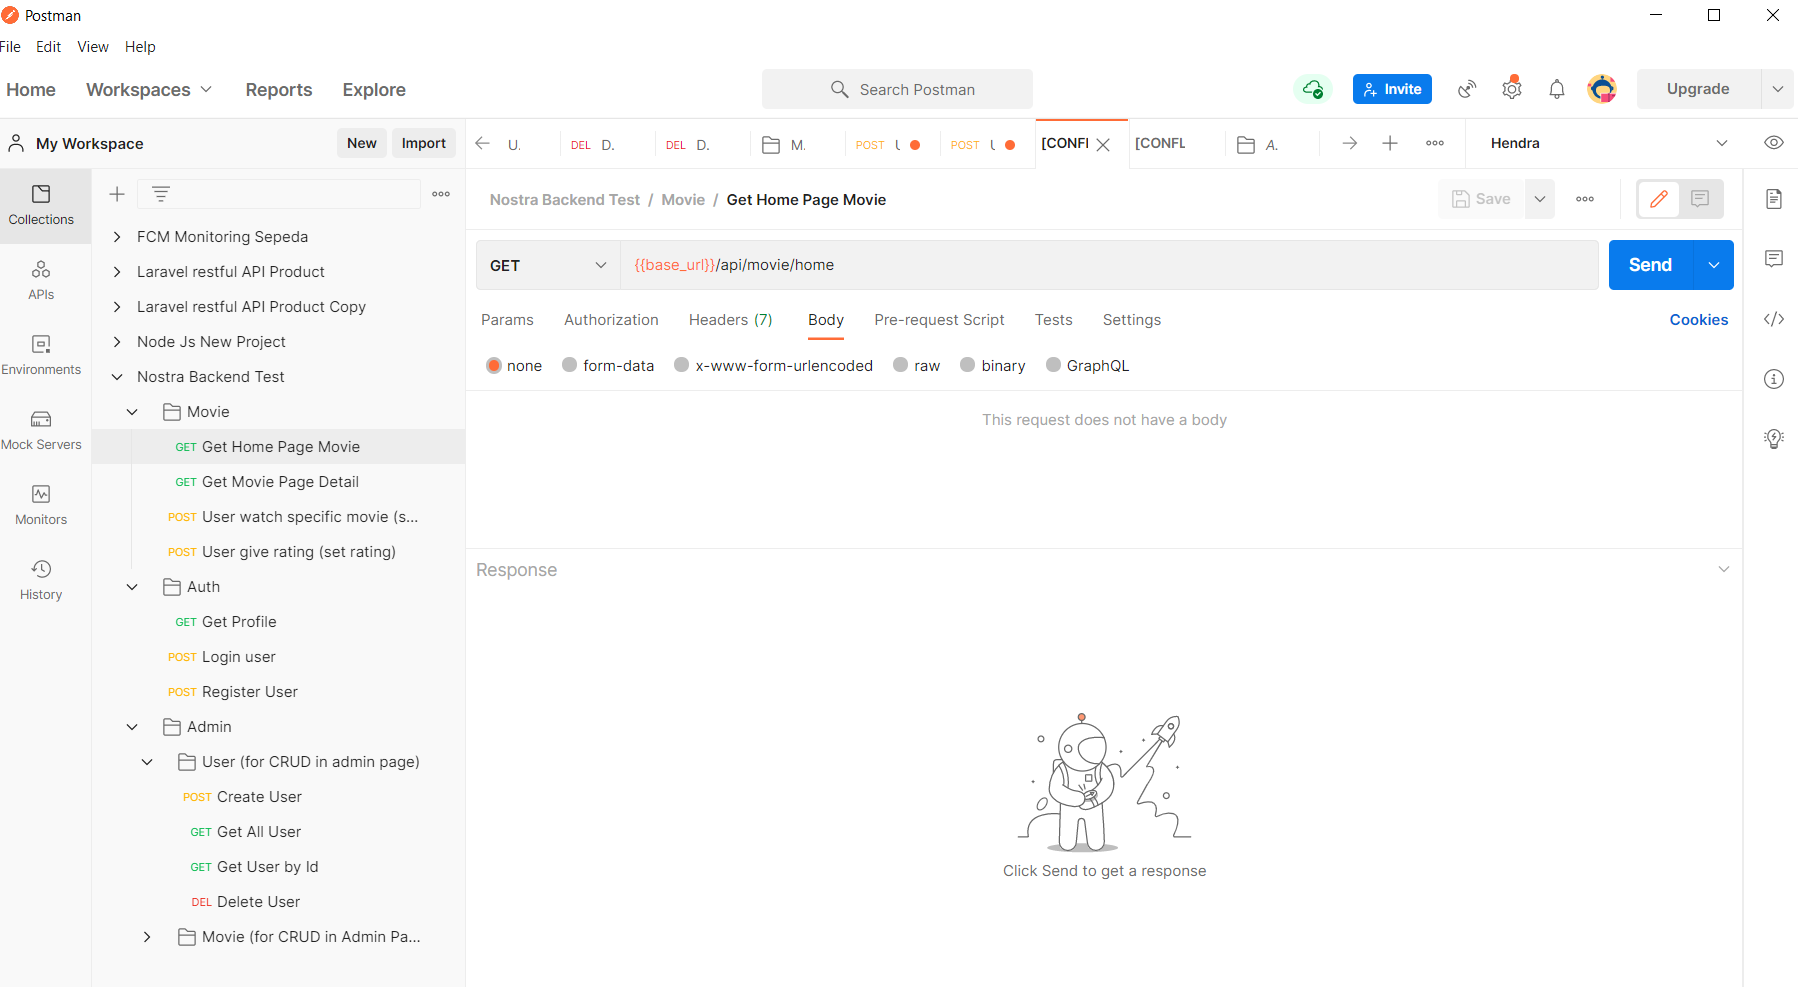 Postman
File Edit View Help
Home Workspaces Reports Explore Search Postman Invite Upgrade
My Workspace New Import U. DEL D. DEL D. M. POST POST [CONFI [CONFL A. Hendra
Collections
Nostra Backend Test / Movie / Get Home Page Movie Save
FCM Monitoring Sepeda
GET {{base_url}}/api/movie/home Send
APIs
Laravel restful API Product
Laravel restful API Product Copy
Params Authorization Headers (7) Body Pre-request Script Tests Settings Cookies
Node Js New Project
Environments
none form-data x-www-form-urlencoded raw binary GraphQL
Nostra Backend Test
Movie
This request does not have a body
Mock Servers
GET Get Home Page Movie
GET Get Movie Page Detail
Monitors
POST User watch specific movie (s...
POST User give rating (set rating)
Response
History
Auth
GET Get Profile
POST Login user
POST Register User
Admin
User (for CRUD in admin page)
POST Create User
GET Get All User
GET Get User by Id
Click Send to get a response
DEL Delete User
Movie (for CRUD in Admin Pa...